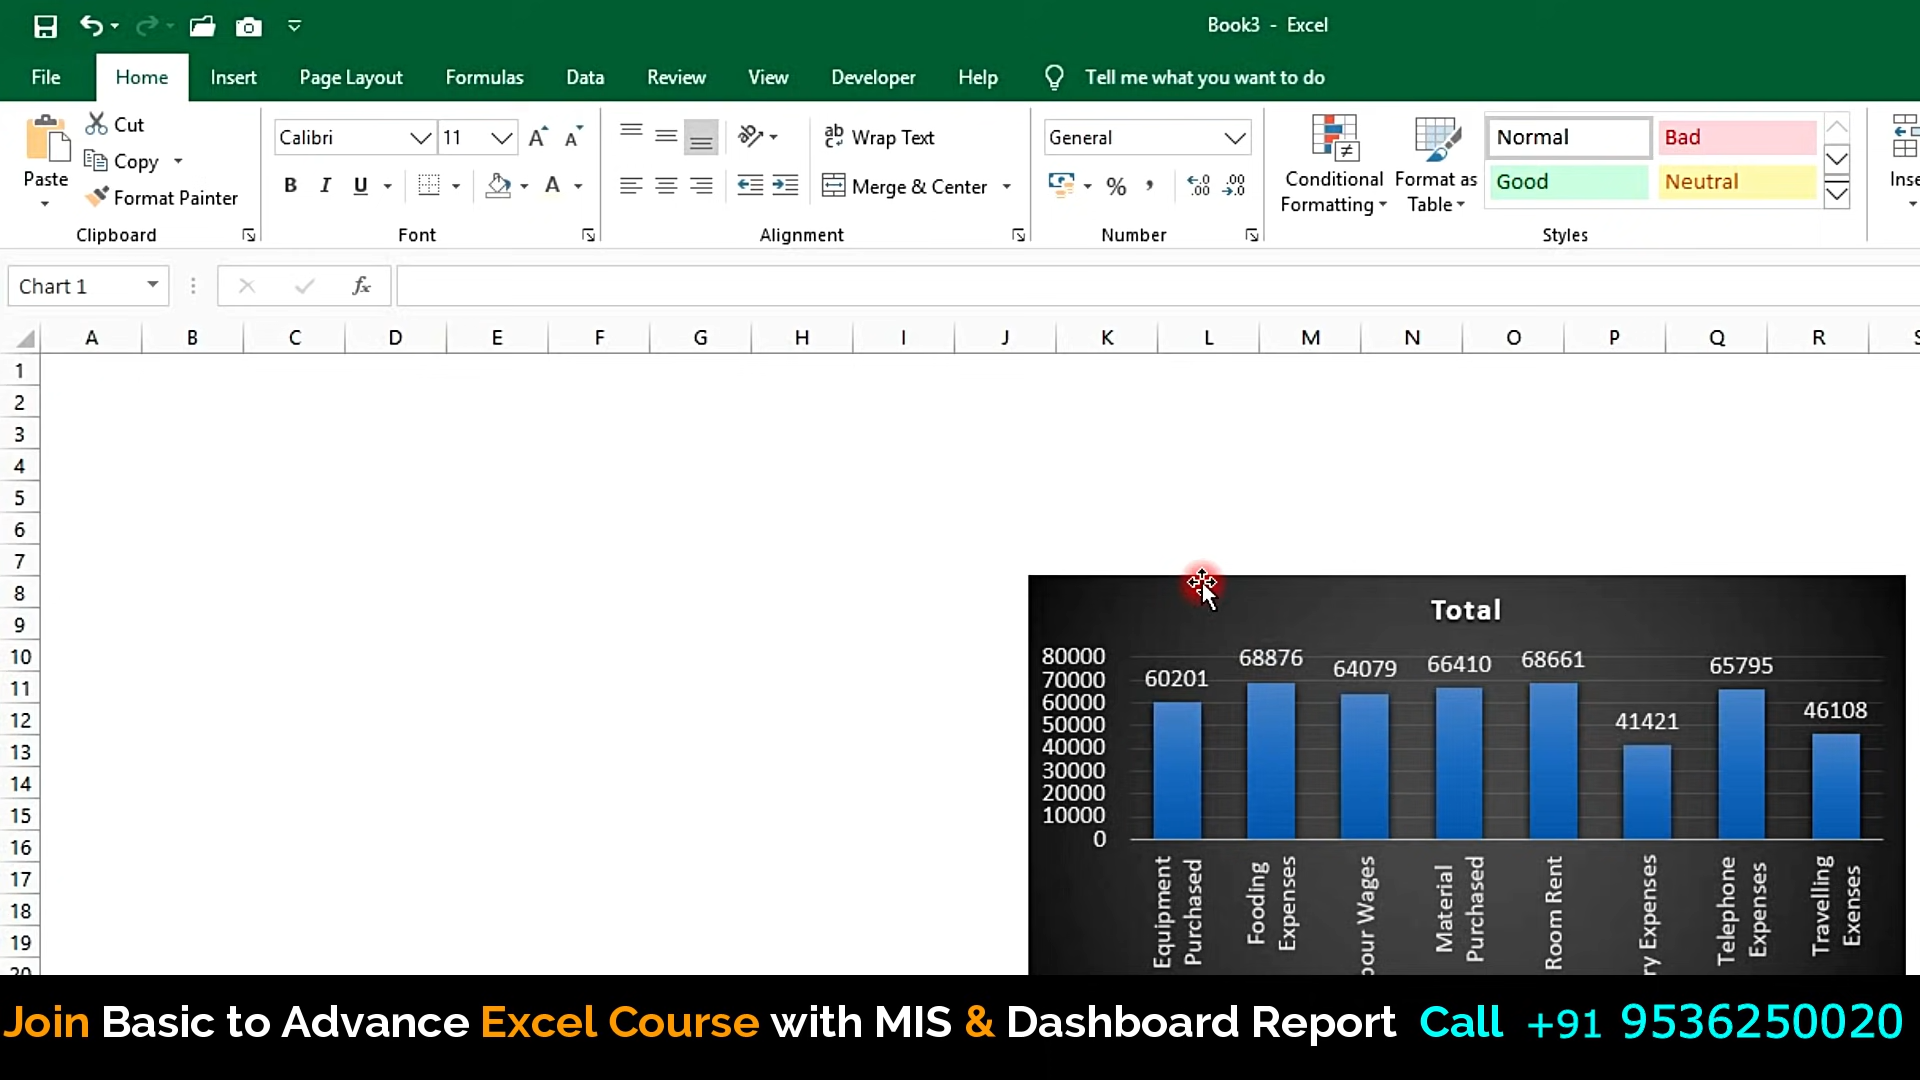 Book3 - Excel
File Home Insert Page Layout Formulas Data Review View Developer Help Tell me what you want to do
Paste
Cut
Copy
Format Painter
Clipboard
Calibri 11 A A
B I U A
Font
ab Wrap Text
Merge & Center
Alignment
General
% ,
Number
Conditional Formatting
Format as Table
Normal Bad
Good Neutral
Styles
Chart 1 fx
A B C D E F G H I J K L M N O P Q R
1
2
3
4
5
6
7
8
9
10
11
12
13
14
15
16
17
18
19
Total
80000
70000
60000
50000
40000
30000
20000
10000
0
60201 68876 64079 66410 68661 41421 65795 46108
Equipment
Purchased
Fooding
Expenses
our Wages
Material
Purchased
Room Rent
ry Expenses
Telephone
Expenses
Travelling
Exenses
Join Basic to Advance Excel Course with MIS & Dashboard Report Call +91 9536250020